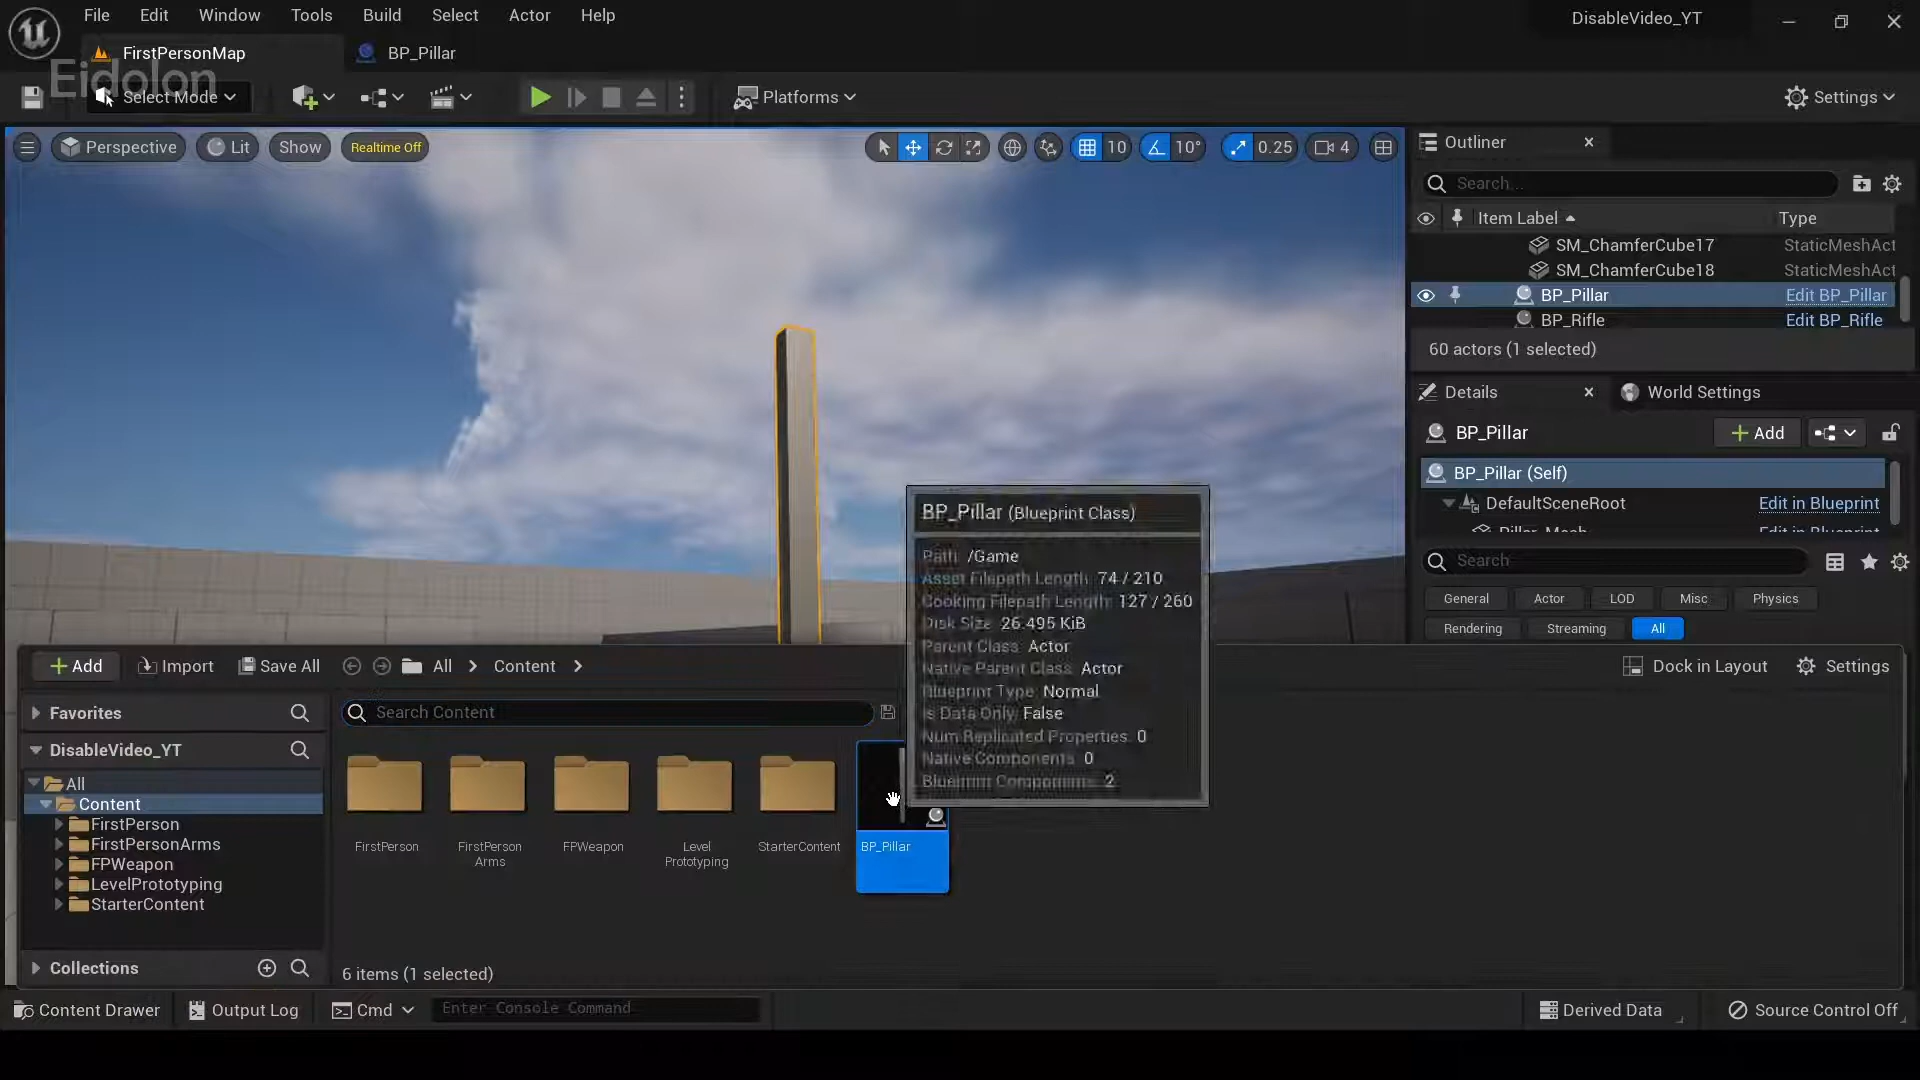 File Edit Window Tools Build Select Actor Help
DisableVideo_YT
FirstPersonMap
BP_Pillar
Eidolon
Select Mode
Platforms
Settings
Perspective
Lit
Show
Realtime Off
10
10°
0.25
4
Outliner
Search...
Item Label
Type
SM_ChamferCube17
StaticMeshAct
SM_ChamferCube18
StaticMeshAct
BP_Pillar
Edit BP_Pillar
BP_Rifle
Edit BP_Rifle
60 actors (1 selected)
Details
World Settings
BP_Pillar
Add
BP_Pillar (Self)
DefaultSceneRoot
Edit in Blueprint
Pillar_Mesh
Edit in Blueprint
Search
General
Actor
LOD
Misc
Physics
Rendering
Streaming
All
BP_Pillar (Blueprint Class)
Path: /Game
Asset Filepath Length: 74 / 210
Cooking Filepath Length: 127 / 260
Disk Size: 26.495 KiB
Parent Class: Actor
Native Parent Class: Actor
Blueprint Type: Normal
Is Data Only: False
Num Replicated Properties: 0
Native Components: 0
Blueprint Components: 2
Add
Import
Save All
All
Content
Dock in Layout
Settings
Favorites
Search Content
DisableVideo_YT
All
Content
FirstPerson
FirstPersonArms
FPWeapon
LevelPrototyping
StarterContent
FirstPerson
FirstPerson
Arms
FPWeapon
Level
Prototyping
StarterContent
BP_Pillar
Collections
6 items (1 selected)
Content Drawer
Output Log
Cmd
Enter Console Command
Derived Data
Source Control Off